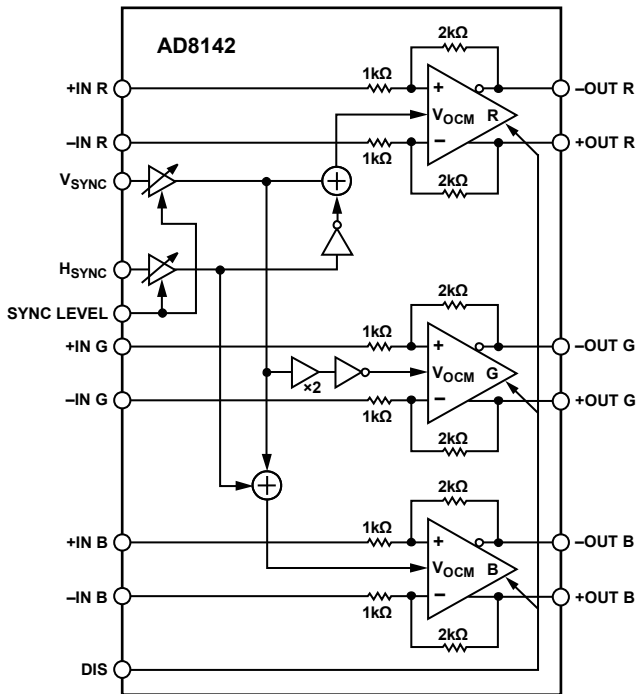 AD8142
2kΩ
1kΩ
+IN R
–OUT R
+
VOCM R
–IN R
–
+OUT R
1kΩ
VSYNC
2kΩ
HSYNC
SYNC LEVEL
2kΩ
1kΩ
+IN G
–OUT G
+
×2
VOCM G
–IN G
–
+OUT G
1kΩ
2kΩ
2kΩ
1kΩ
+IN B
–OUT B
+
VOCM B
–IN B
–
+OUT B
1kΩ
2kΩ
DIS